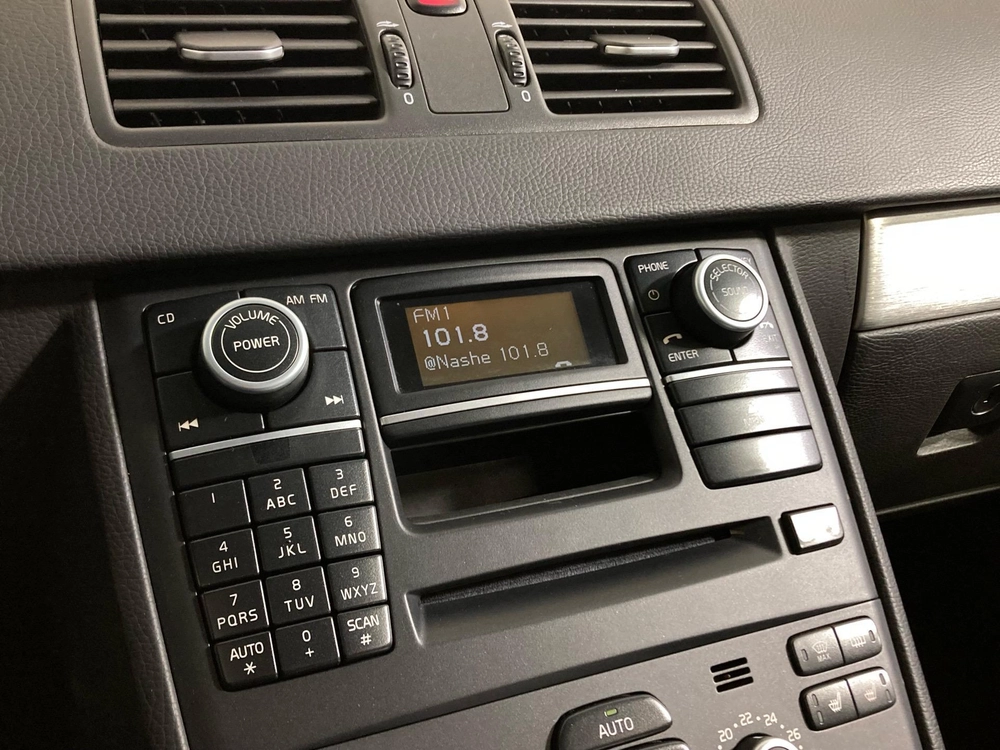 0
0
CD
VOLUME
POWER
AM FM
FM1
101.8
@Nashe 101.8
PHONE
SELECTOR
SOUND
ENTER
1
2
ABC
3
DEF
4
GHI
5
JKL
6
MNO
7
PQRS
8
TUV
9
WXYZ
AUTO
*
0
+
SCAN
#
MAX
AUTO
20 22 24 26